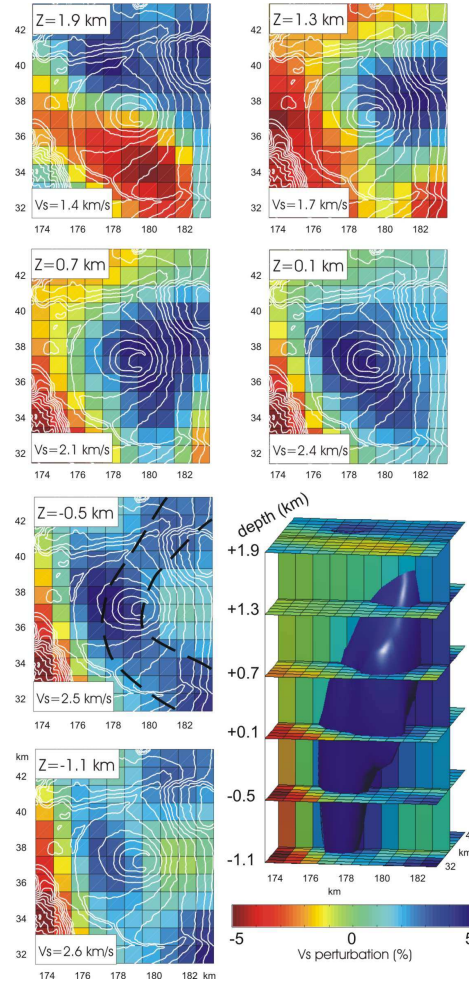 Z=1.9 km
42
40
38
36
34
32
Vs=1.4 km/s
174 176 178 180 182
Z=1.3 km
42
40
38
36
34
32
Vs=1.7 km/s
174 176 178 180 182
Z=0.7 km
42
40
38
36
34
32
Vs=2.1 km/s
174 176 178 180 182
Z=0.1 km
42
40
38
36
34
32
Vs=2.4 km/s
174 176 178 180 182
Z=-0.5 km
42
40
38
36
34
32
Vs=2.5 km/s
174 176 178 180 182
depth (km)
+1.9
+1.3
+0.7
+0.1
-0.5
-1.1
174 176 178 180 182
km
32
km
4
km
Z=-1.1 km
42
40
38
36
34
32
Vs=2.6 km/s
174 176 178 180 182 km
-5 0 5
Vs perturbation (%)